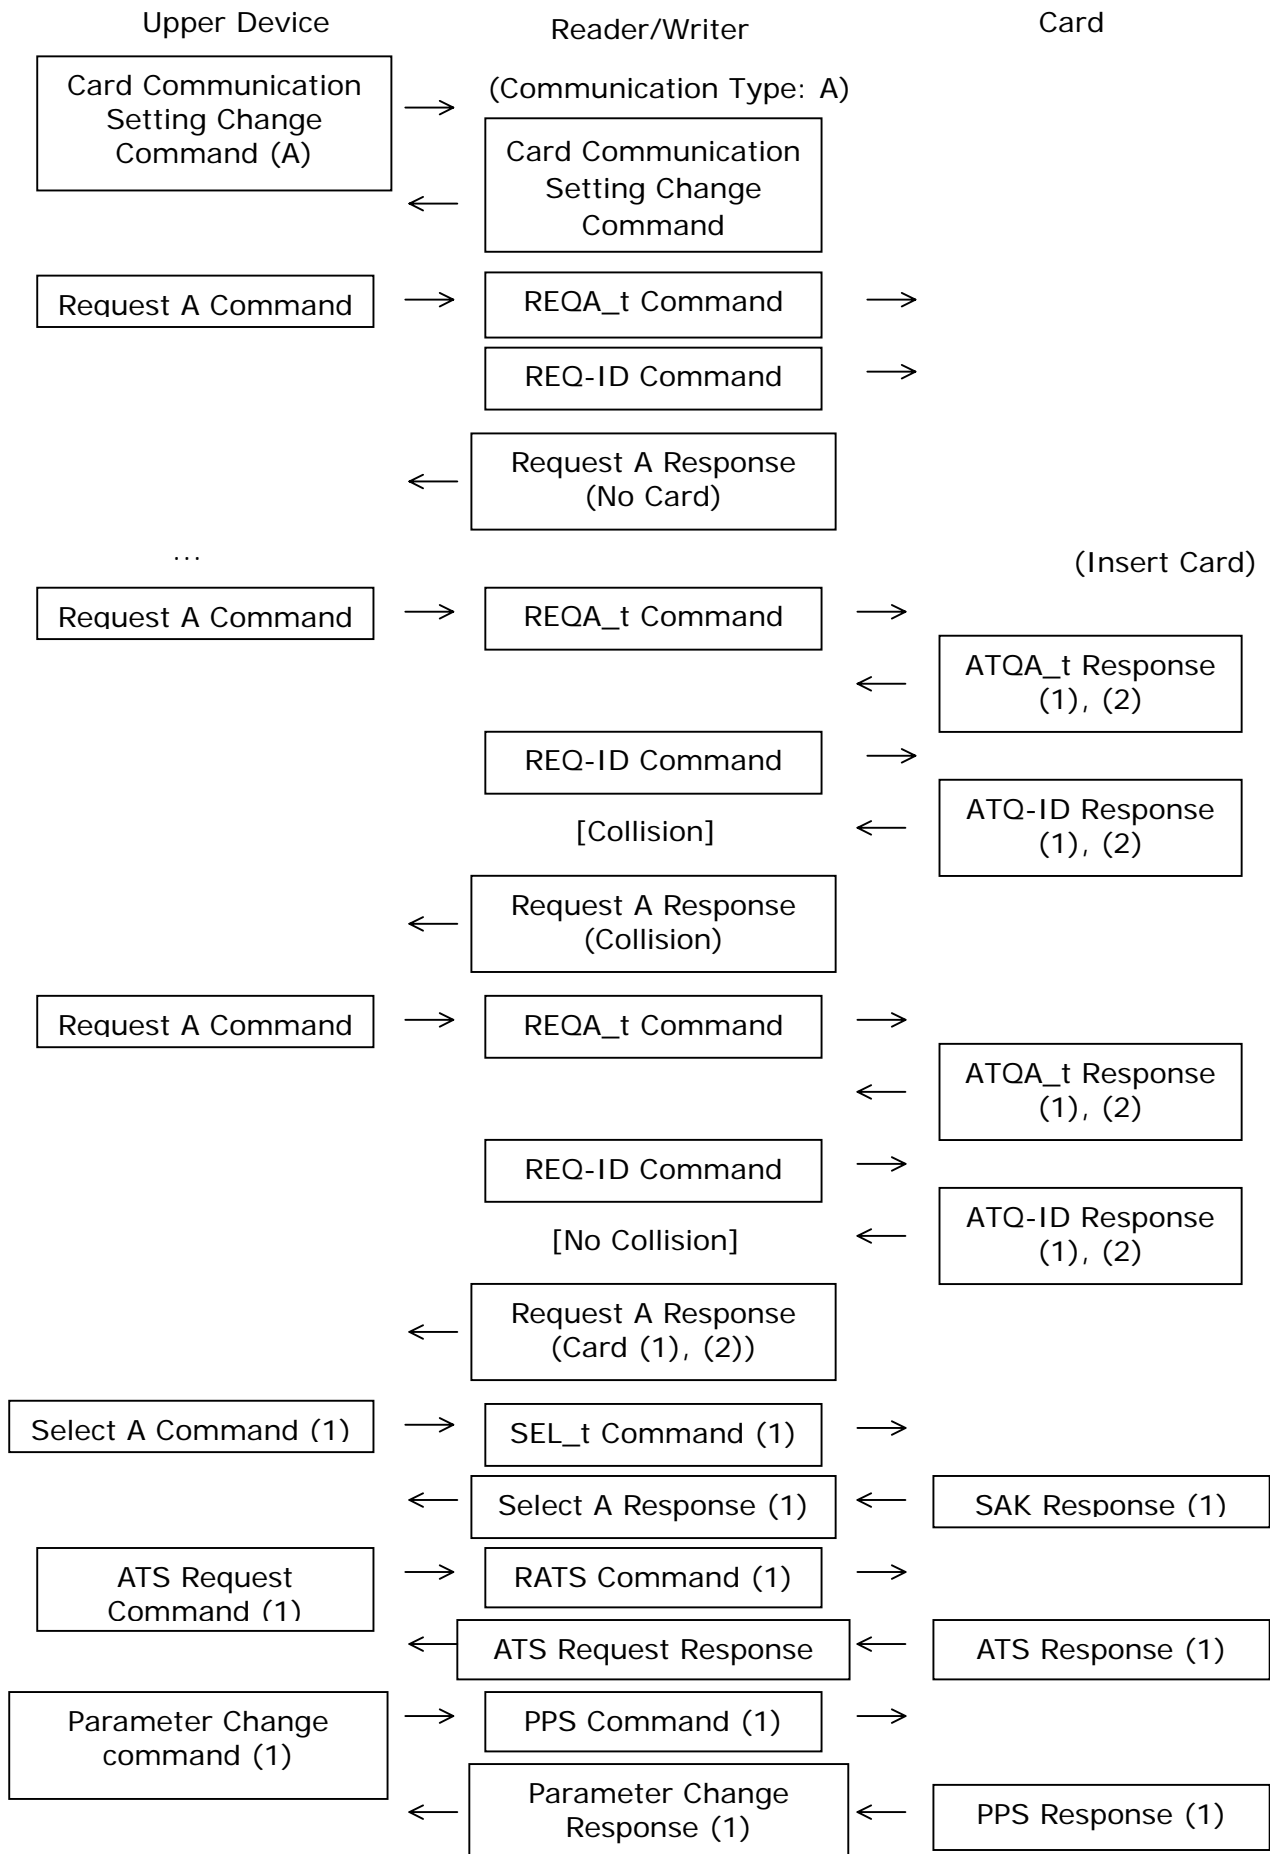 Upper Device
Reader/Writer
Card
Card Communication
Setting Change
Command (A)
(Communication Type: A)
Card Communication
Setting Change
Command
Request A Command
REQA_t Command
REQ-ID Command
Request A Response
(No Card)
...
(Insert Card)
Request A Command
REQA_t Command
ATQA_t Response
(1), (2)
REQ-ID Command
ATQ-ID Response
(1), (2)
[Collision]
Request A Response
(Collision)
Request A Command
REQA_t Command
ATQA_t Response
(1), (2)
REQ-ID Command
ATQ-ID Response
(1), (2)
[No Collision]
Request A Response
(Card (1), (2))
Select A Command (1)
SEL_t Command (1)
Select A Response (1)
SAK Response (1)
ATS Request
Command (1)
RATS Command (1)
ATS Request Response
ATS Response (1)
Parameter Change
command (1)
PPS Command (1)
Parameter Change
Response (1)
PPS Response (1)